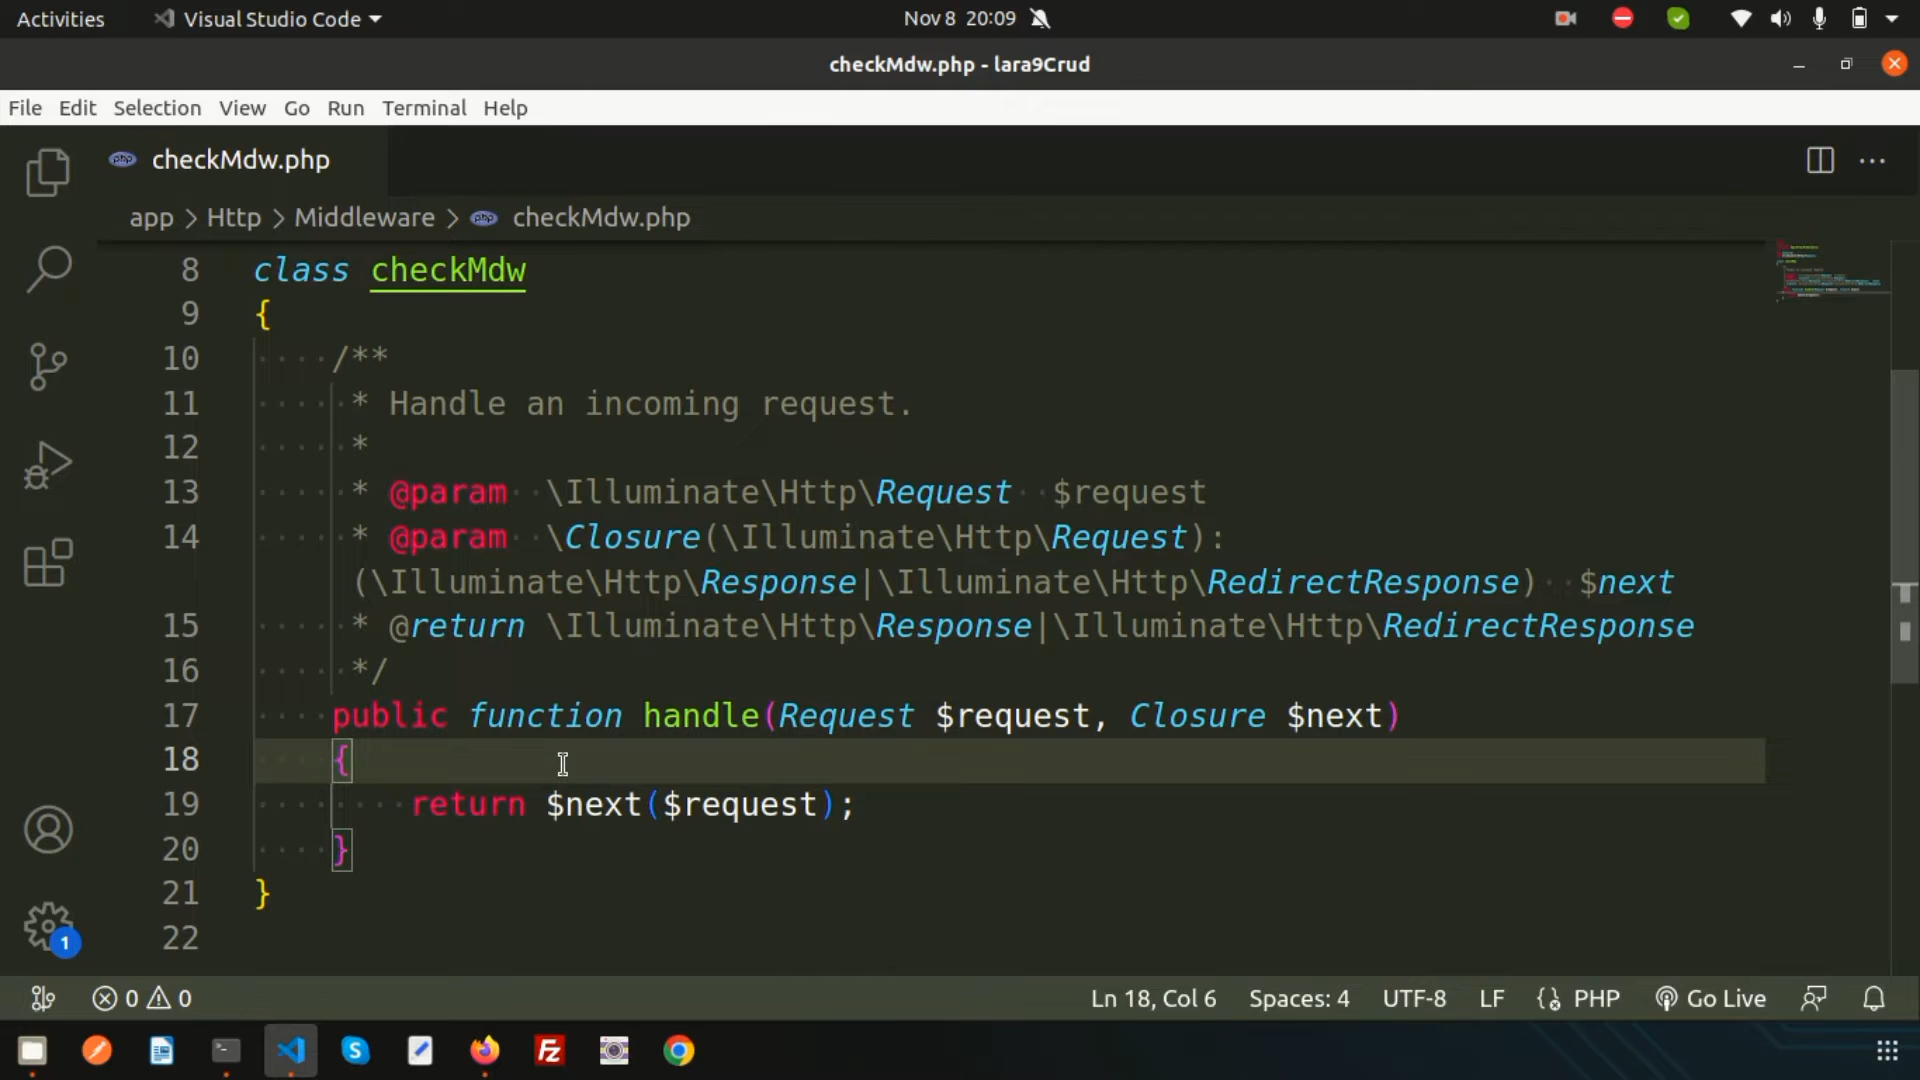 Activities Visual Studio Code Nov 8 20:09
checkMdw.php - lara9Crud
File Edit Selection View Go Run Terminal Help
php checkMdw.php
app > Http > Middleware > php checkMdw.php
8 class checkMdw
9 {
10 /**
11 * Handle an incoming request.
12 *
13 * @param \Illuminate\Http\Request $request
14 * @param \Closure(\Illuminate\Http\Request):
(\Illuminate\Http\Response|\Illuminate\Http\RedirectResponse) $next
15 * @return \Illuminate\Http\Response|\Illuminate\Http\RedirectResponse
16 */
17 public function handle(Request $request, Closure $next)
18 {
19 return $next($request);
20 }
21 }
22
1
0 0 Ln 18, Col 6 Spaces: 4 UTF-8 LF PHP Go Live
S FZ